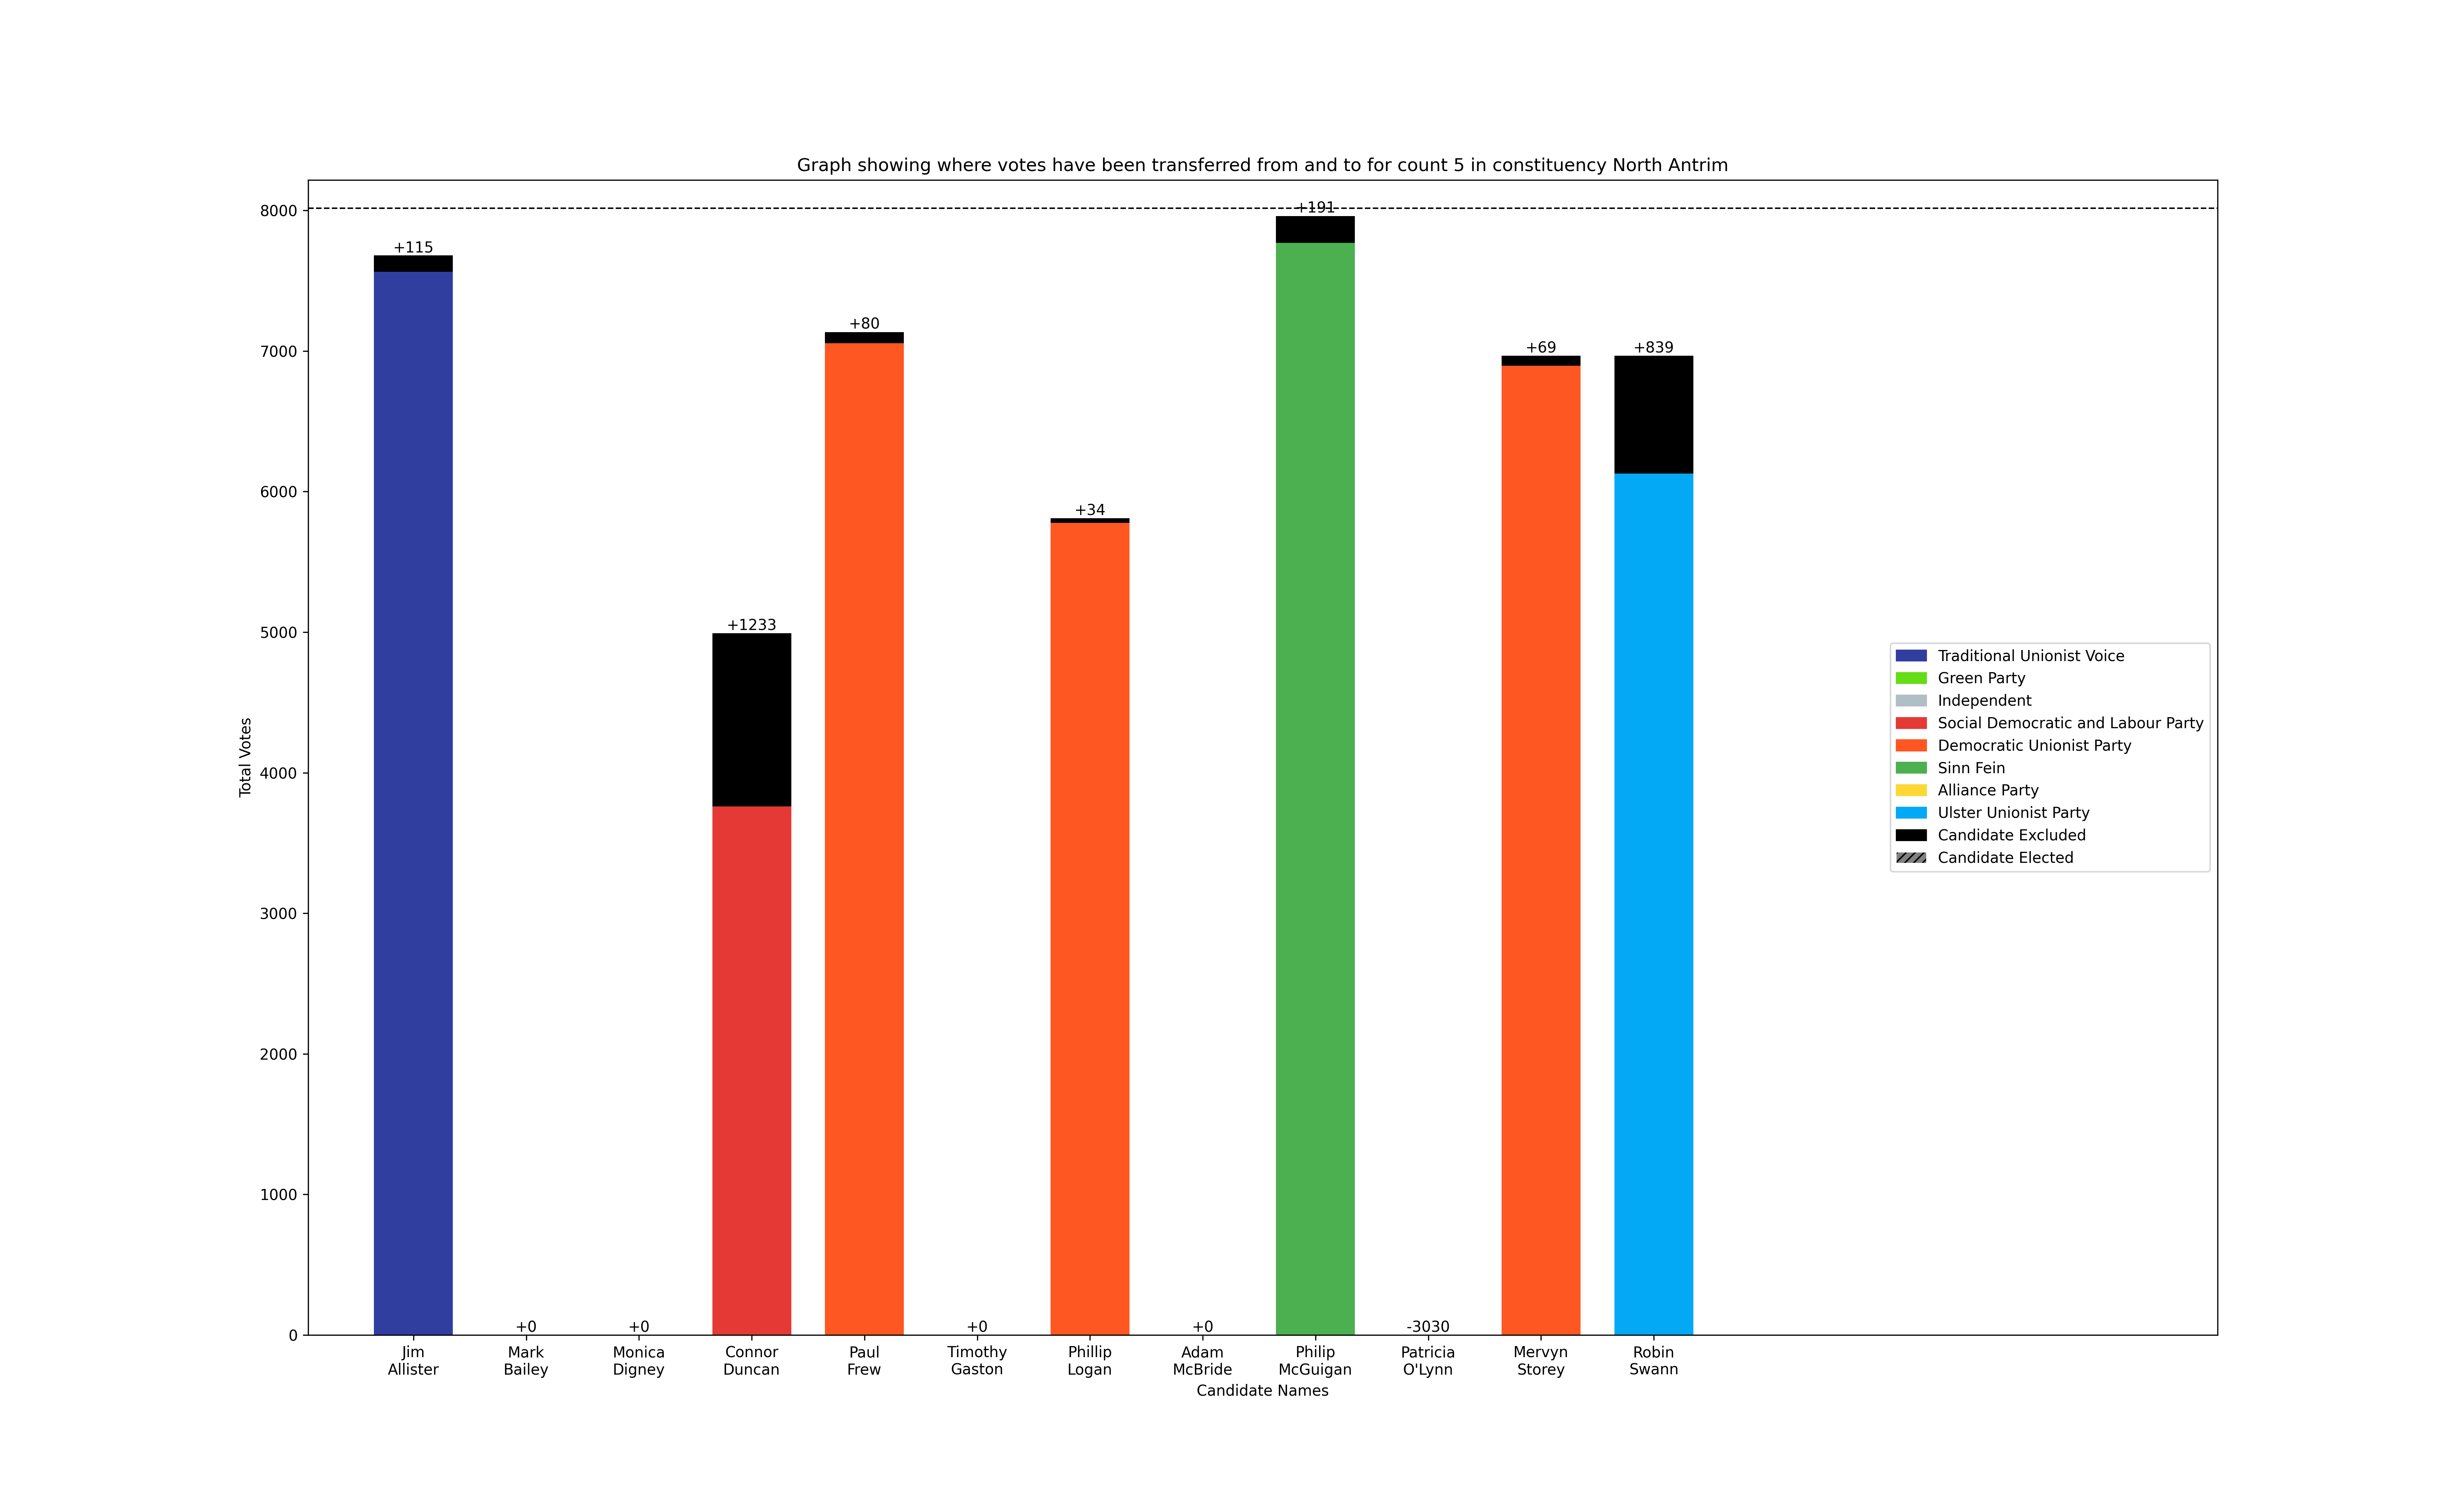 Graph showing where votes have been transferred from and to for count 5 in constituency North Antrim
Total Votes
8000
7000
6000
5000
4000
3000
2000
1000
0
+115
+0
+0
+1233
+80
+0
+34
+0
+191
-3030
+69
+839
Jim
Allister
Mark
Bailey
Monica
Digney
Connor
Duncan
Paul
Frew
Timothy
Gaston
Phillip
Logan
Adam
McBride
Philip
McGuigan
Patricia
O'Lynn
Mervyn
Storey
Robin
Swann
Candidate Names
Traditional Unionist Voice
Green Party
Independent
Social Democratic and Labour Party
Democratic Unionist Party
Sinn Fein
Alliance Party
Ulster Unionist Party
Candidate Excluded
Candidate Elected